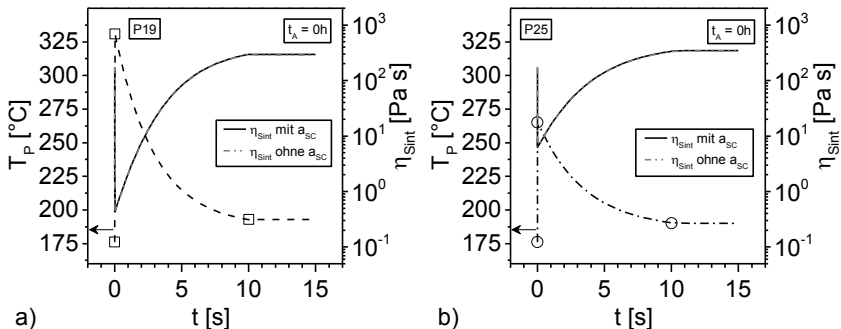 P19
t_A = 0h
325
300
275
250
225
200
175
T_P [°C]
10^3
10^2
10^1
10^0
10^-1
η_Sint [Pa s]
η_Sint mit a_SC
η_Sint ohne a_SC
0 5 10 15
a) t [s]
P25
t_A = 0h
325
300
275
250
225
200
175
T_P [°C]
10^3
10^2
10^1
10^0
10^-1
η_Sint [Pa s]
η_Sint mit a_SC
η_Sint ohne a_SC
0 5 10 15
b) t [s]